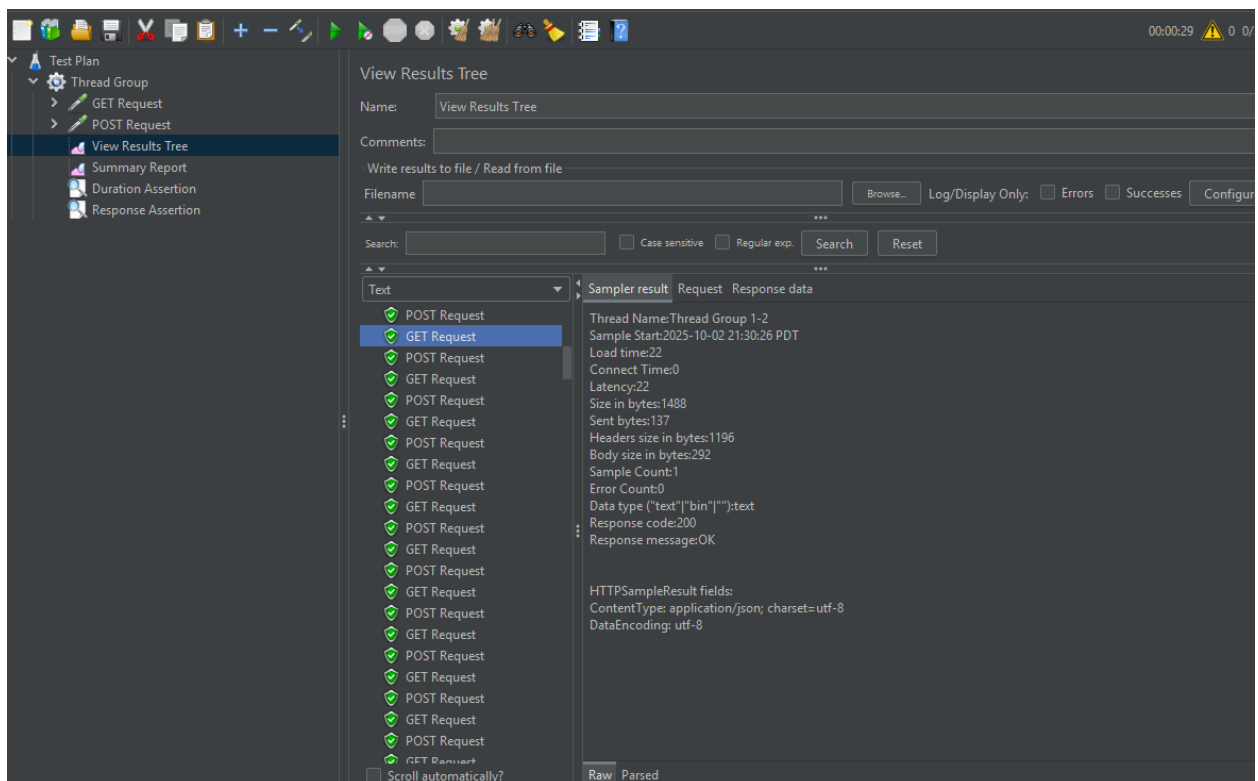 00:00:29 0 0/
Test Plan
Thread Group
GET Request
POST Request
View Results Tree
Summary Report
Duration Assertion
Response Assertion
View Results Tree
Name: View Results Tree
Comments:
Write results to file / Read from file
Filename Browse... Log/Display Only: Errors Successes Configur
Search: Case sensitive Regular exp. Search Reset
Text
POST Request
GET Request
POST Request
GET Request
POST Request
GET Request
POST Request
GET Request
POST Request
GET Request
POST Request
GET Request
POST Request
GET Request
POST Request
GET Request
POST Request
GET Request
POST Request
GET Request
POST Request
GET Request
Scroll automatically?
Sampler result Request Response data
Thread Name:Thread Group 1-2
Sample Start:2025-10-02 21:30:26 PDT
Load time:22
Connect Time:0
Latency:22
Size in bytes:1488
Sent bytes:137
Headers size in bytes:1196
Body size in bytes:292
Sample Count:1
Error Count:0
Data type ("text"|"bin"|""):text
Response code:200
Response message:OK
HTTPSampleResult fields:
ContentType: application/json; charset=utf-8
DataEncoding: utf-8
Raw Parsed